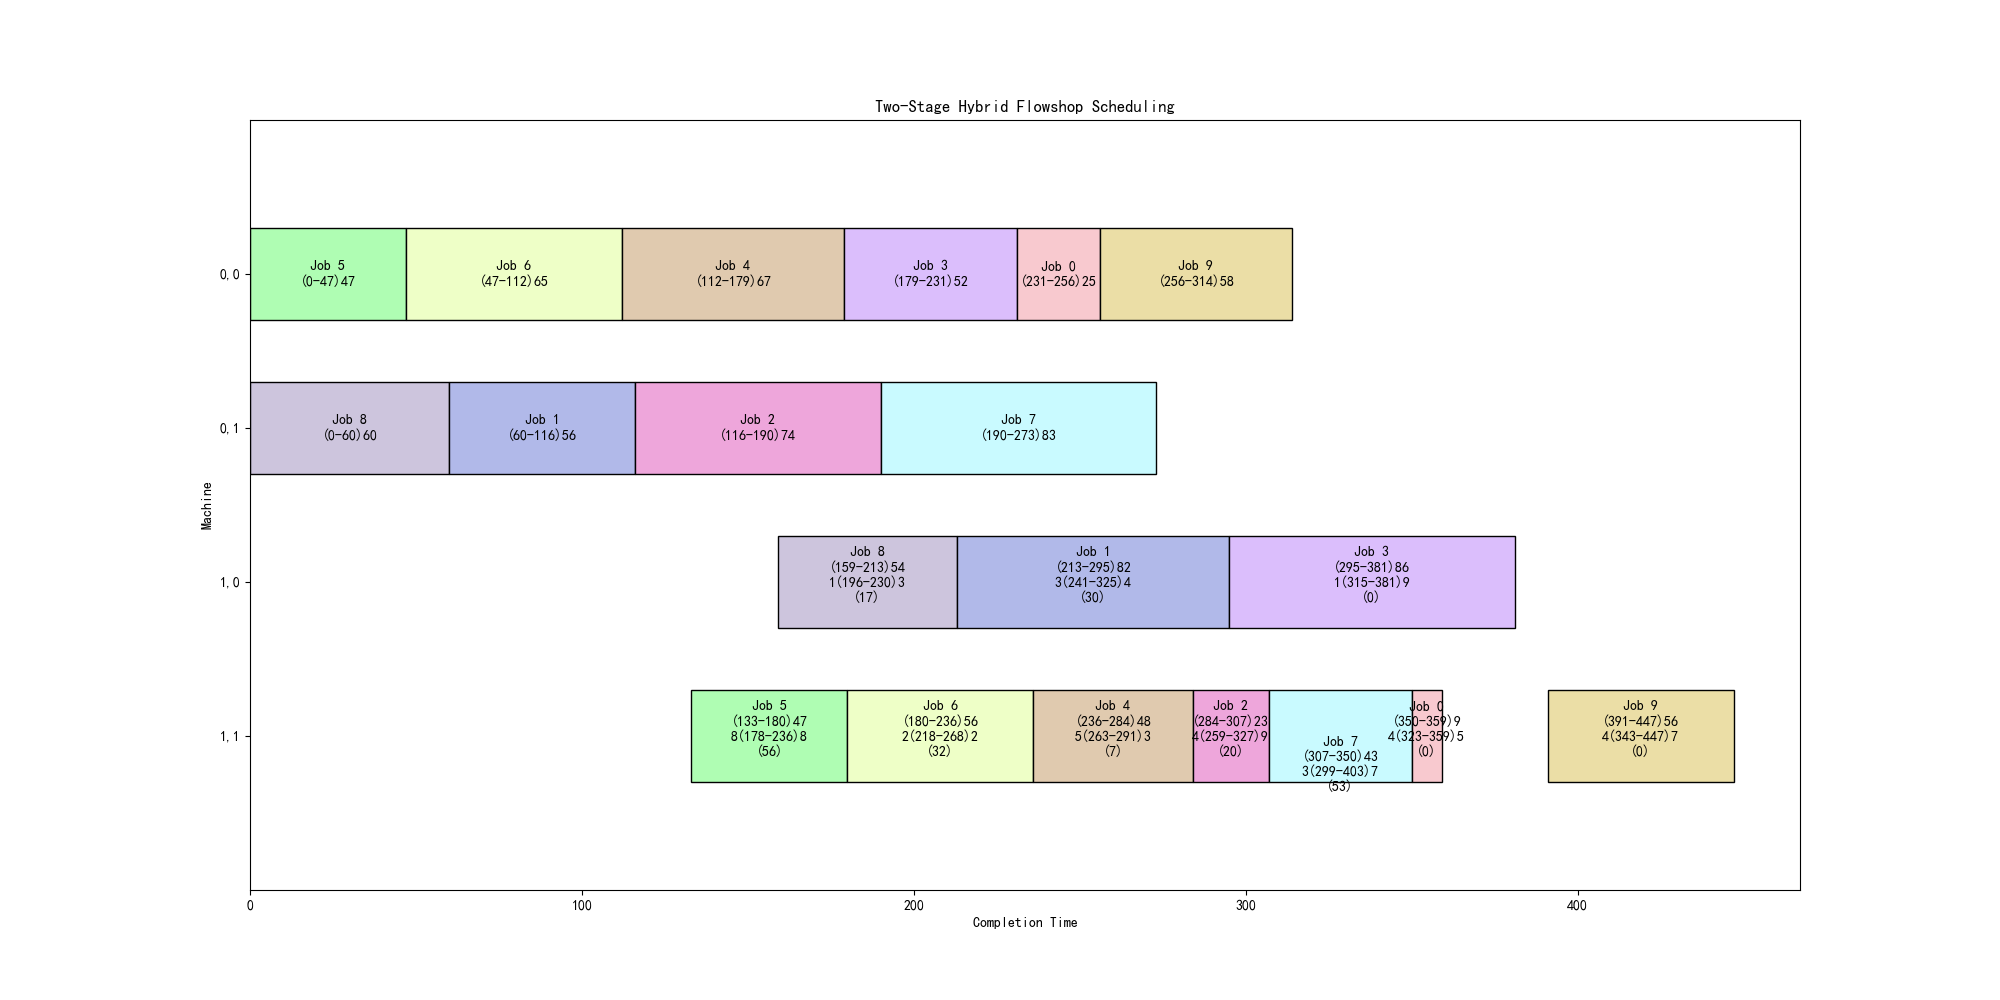 Two-Stage Hybrid Flowshop Scheduling
0,0
Job 5
(0-47)47
Job 6
(47-112)65
Job 4
(112-179)67
Job 3
(179-231)52
Job 0
(231-256)25
Job 9
(256-314)58
0,1
Job 8
(0-60)60
Job 1
(60-116)56
Job 2
(116-190)74
Job 7
(190-273)83
Machine
1,0
Job 8
(159-213)54
1(196-230)3
(17)
Job 1
(213-295)82
3(241-325)4
(30)
Job 3
(295-381)86
1(315-381)9
(0)
1,1
Job 5
(133-180)47
8(178-236)8
(56)
Job 6
(180-236)56
2(218-268)2
(32)
Job 4
(236-284)48
5(263-291)3
(7)
Job 2
(284-307)23
4(259-327)9
(20)
Job 7
(307-350)43
3(299-403)7
(53)
Job 0
(350-359)9
4(323-359)5
(0)
Job 9
(391-447)56
4(343-447)7
(0)
0
100
200
300
400
Completion Time